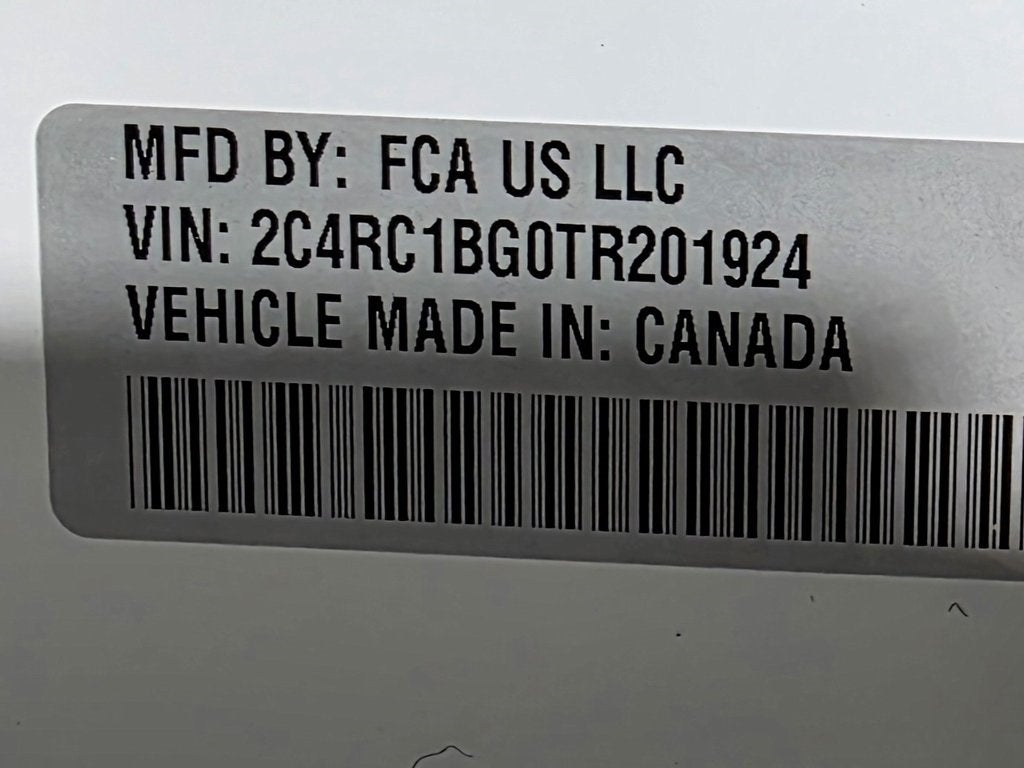 MFD BY: FCA US LLC
VIN: 2C4RC1BG0TR201924
VEHICLE MADE IN: CANADA